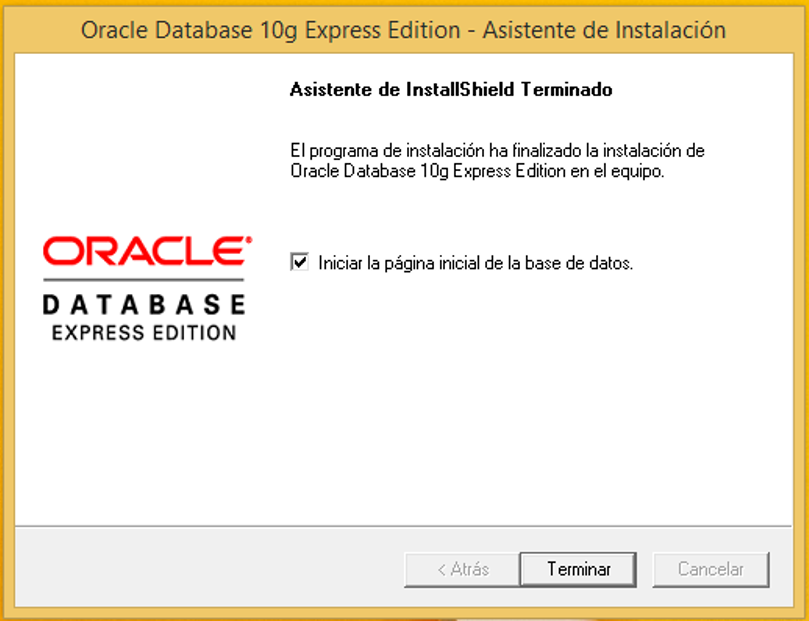 Oracle Database 10g Express Edition - Asistente de Instalación
Asistente de InstallShield Terminado
El programa de instalación ha finalizado la instalación de
Oracle Database 10g Express Edition en el equipo.
ORACLE®
DATABASE
EXPRESS EDITION
Iniciar la página inicial de la base de datos.
< Atrás
Terminar
Cancelar